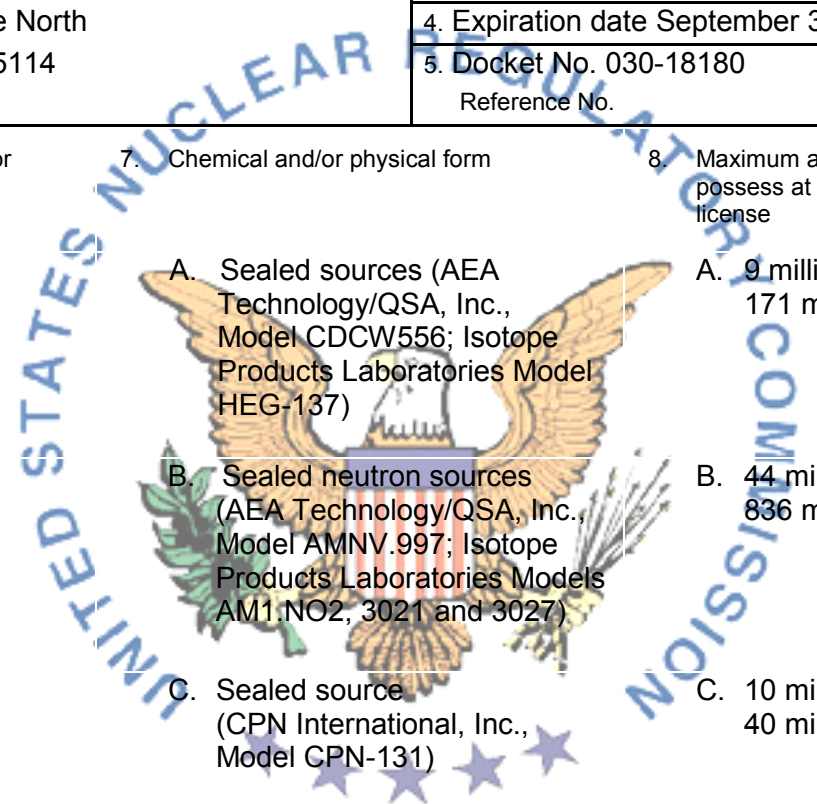 e North
4. Expiration date September 3
5114
5. Docket No. 030-18180
Reference No.
or
7. Chemical and/or physical form
8. Maximum a
possess at
license
A. Sealed sources (AEA
Technology/QSA, Inc.,
Model CDCW556; Isotope
Products Laboratories Model
HEG-137)
A. 9 milli
171 m
B. Sealed neutron sources
(AEA Technology/QSA, Inc.,
Model AMNV.997; Isotope
Products Laboratories Models
AM1.NO2, 3021 and 3027)
B. 44 mi
836 m
C. Sealed source
(CPN International, Inc.,
Model CPN-131)
C. 10 mi
40 mi
UNITED STATES NUCLEAR REGULATORY COMMISSION